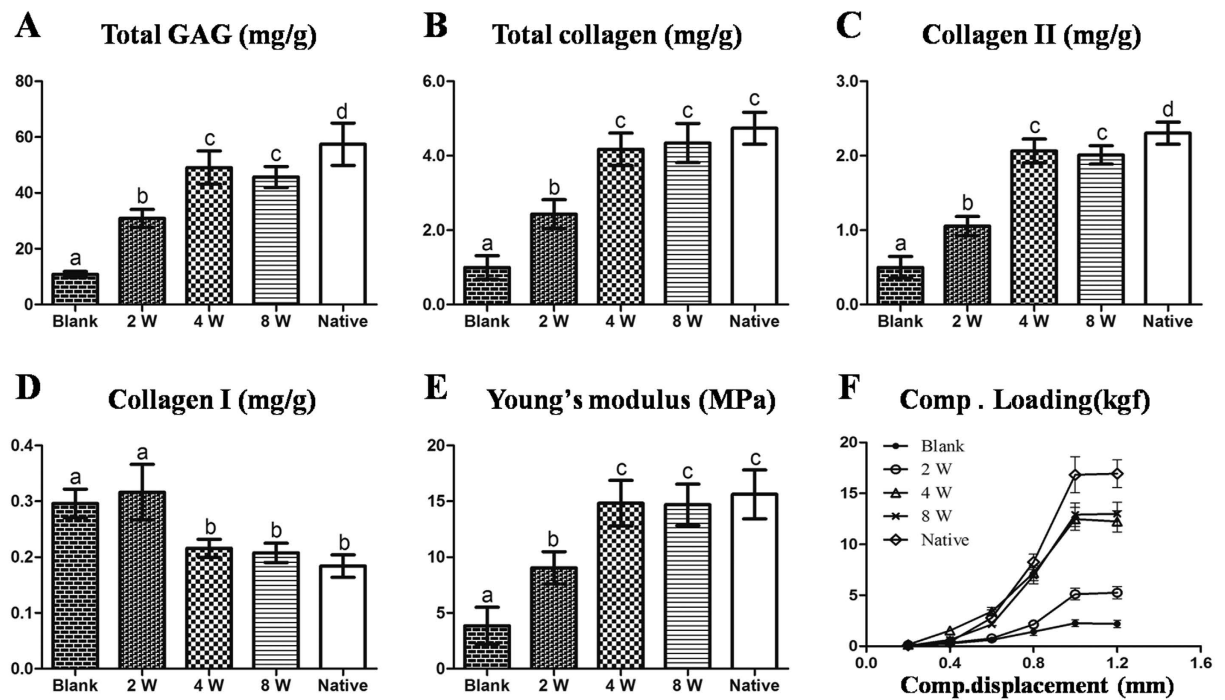 A Total GAG (mg/g)
80
60
40
20
0
a
b
c
c
d
Blank 2 W 4 W 8 W Native
B Total collagen (mg/g)
6.0
4.0
2.0
0.0
a
b
c
c
c
Blank 2 W 4 W 8 W Native
C Collagen II (mg/g)
3.0
2.0
1.0
0.0
a
b
c
c
d
Blank 2 W 4 W 8 W Native
D Collagen I (mg/g)
0.4
0.3
0.2
0.1
0.0
a
a
b
b
b
Blank 2 W 4 W 8 W Native
E Young's modulus (MPa)
20
15
10
5
0
a
b
c
c
c
Blank 2 W 4 W 8 W Native
F Comp . Loading(kgf)
20
15
10
5
0
Blank
2 W
4 W
8 W
Native
0.0 0.4 0.8 1.2 1.6
Comp.displacement (mm)